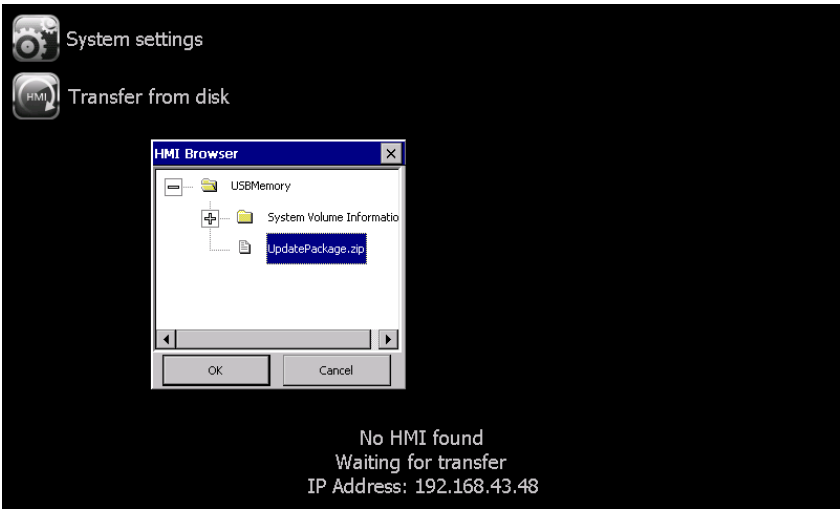 System settings
HMI
Transfer from disk
HMI Browser
USBMemory
System Volume Informatio
UpdatePackage.zip
OK
Cancel
No HMI found
Waiting for transfer
IP Address: 192.168.43.48